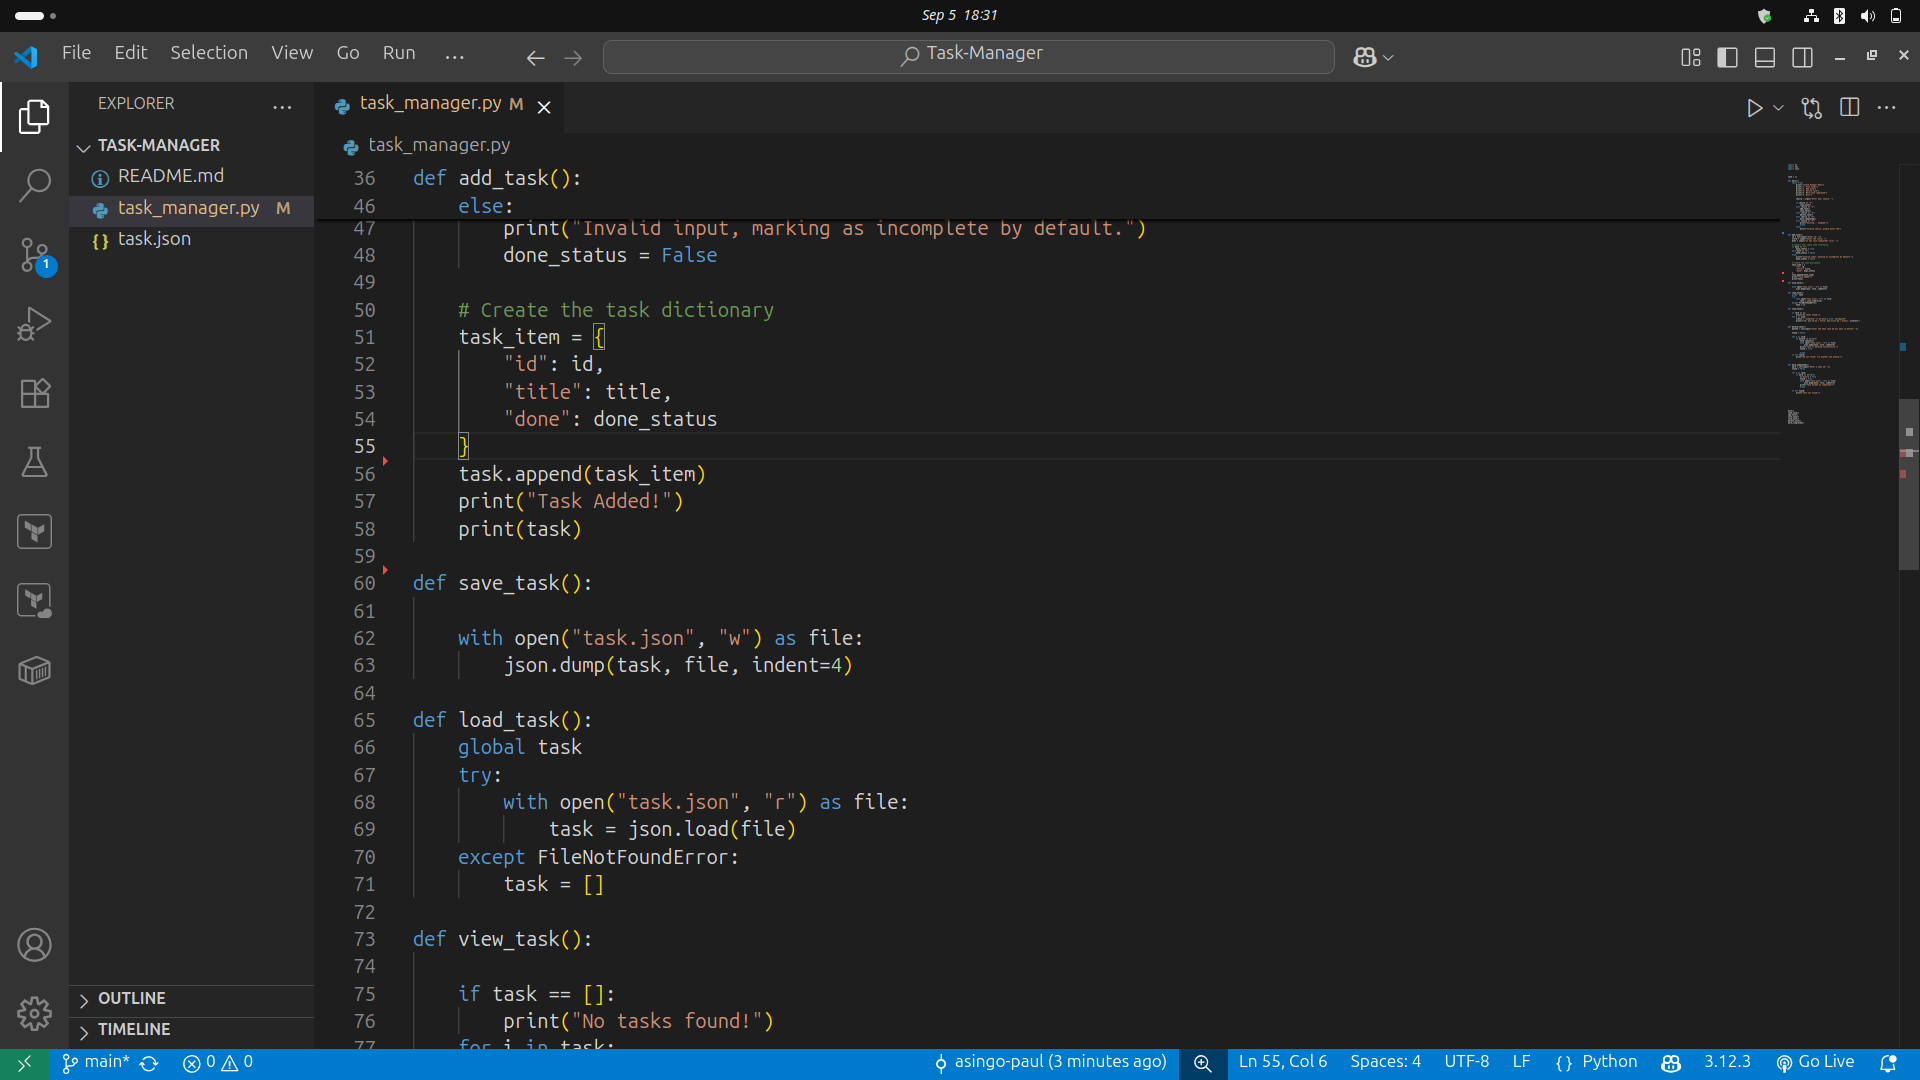 Sep 5 18:31
File Edit Selection View Go Run ...
Task-Manager
EXPLORER ...
task_manager.py M
TASK-MANAGER
README.md
task_manager.py M
task.json
1
OUTLINE
TIMELINE
task_manager.py
36 def add_task():
46 else:
47 print("Invalid input, marking as incomplete by default.")
48 done_status = False
49
50 # Create the task dictionary
51 task_item = {
52 "id": id,
53 "title": title,
54 "done": done_status
55 }
56 task.append(task_item)
57 print("Task Added!")
58 print(task)
59
60 def save_task():
61
62 with open("task.json", "w") as file:
63 json.dump(task, file, indent=4)
64
65 def load_task():
66 global task
67 try:
68 with open("task.json", "r") as file:
69 task = json.load(file)
70 except FileNotFoundError:
71 task = []
72
73 def view_task():
74
75 if task == []:
76 print("No tasks found!")
77 for i in task:
main* 0 0 asingo-paul (3 minutes ago) Ln 55, Col 6 Spaces: 4 UTF-8 LF {} Python 3.12.3 Go Live